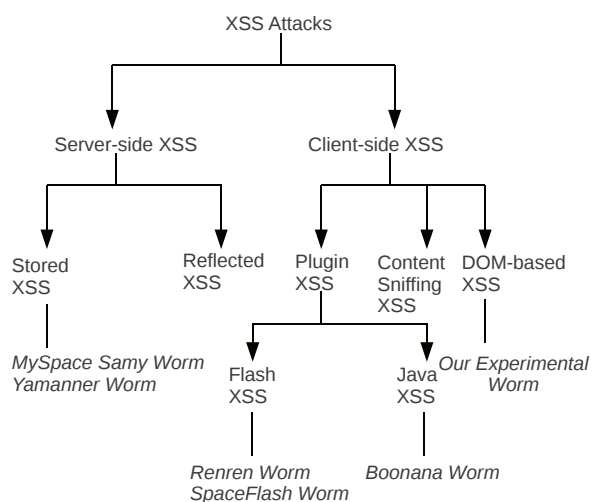 XSS Attacks
Server-side XSS
Client-side XSS
Stored
XSS
Reflected
XSS
Plugin
XSS
Content
Sniffing
XSS
DOM-based
XSS
MySpace Samy Worm
Yamanner Worm
Flash
XSS
Java
XSS
Our Experimental
Worm
Renren Worm
SpaceFlash Worm
Boonana Worm